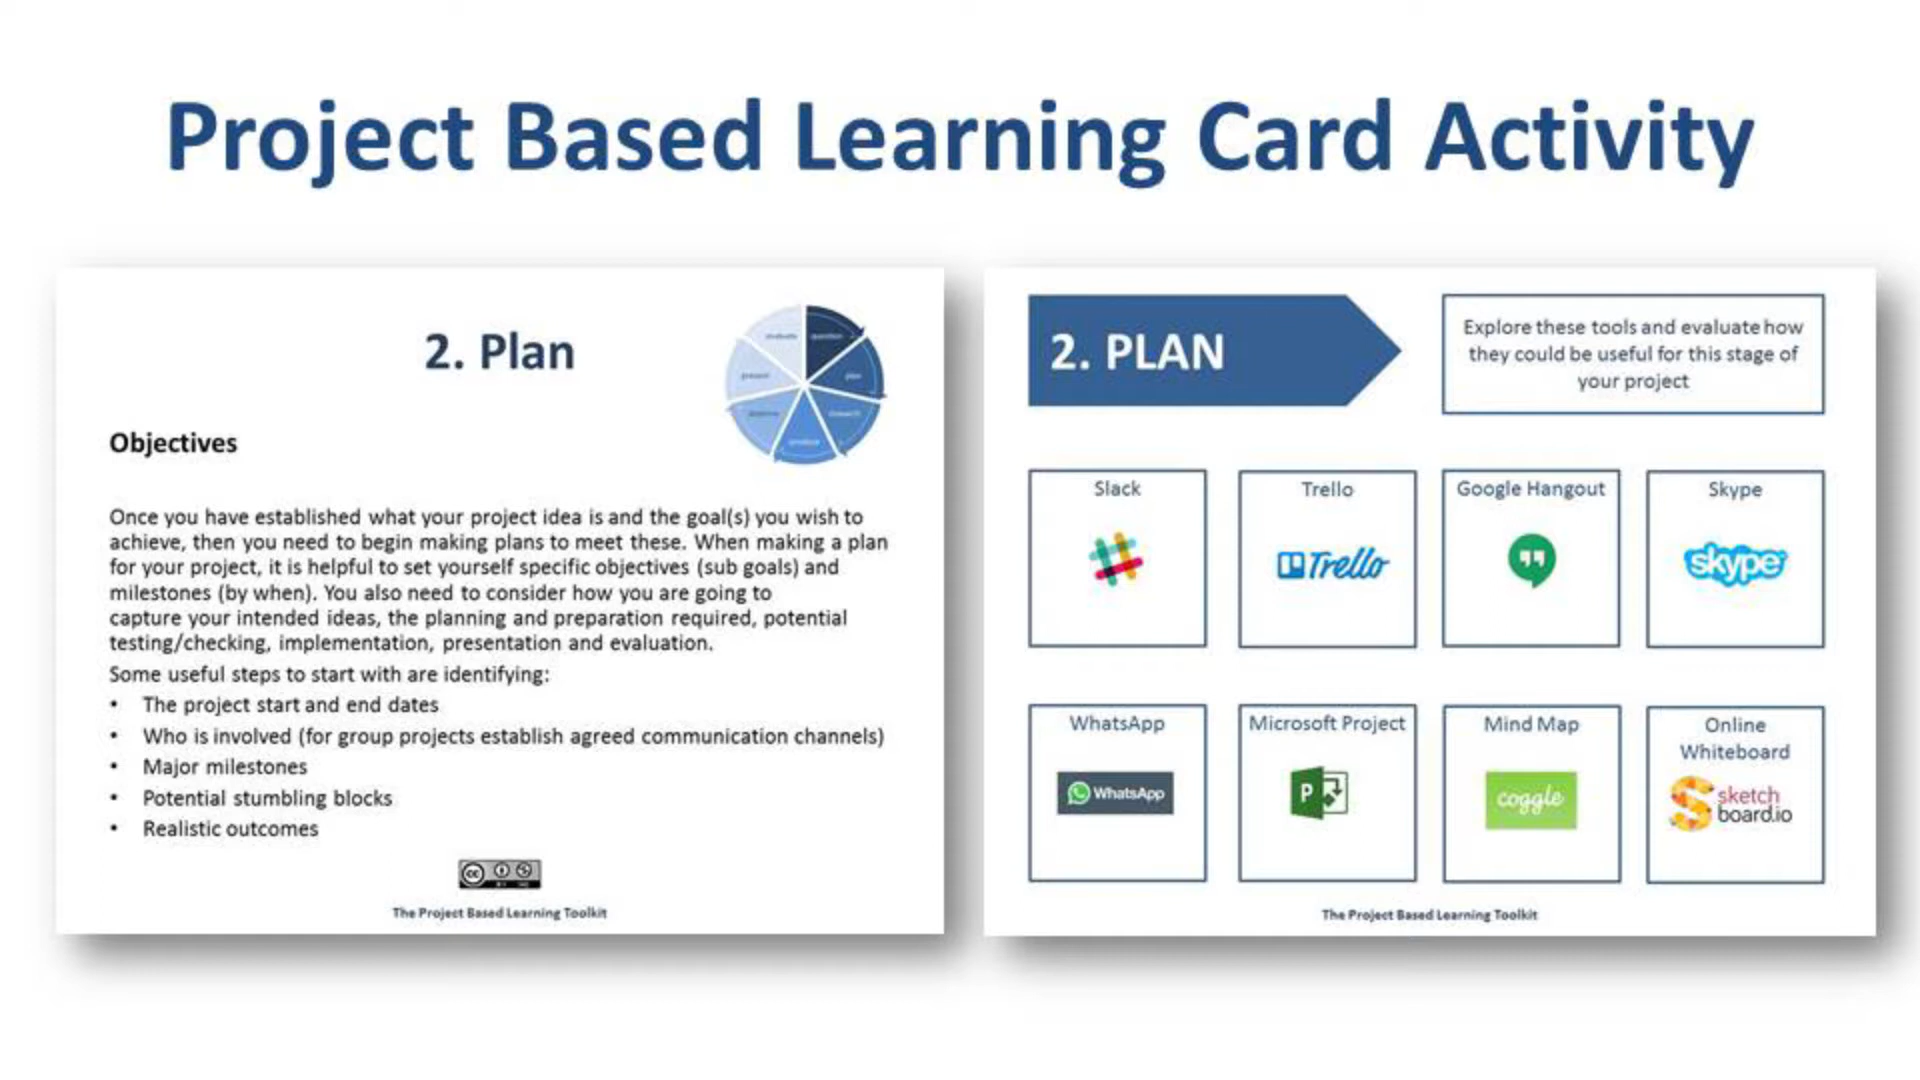 Project Based Learning Card Activity
2. Plan
evaluate
question
present
plan
research
produce
Objectives
Once you have established what your project idea is and the goal(s) you wish to
achieve, then you need to begin making plans to meet these. When making a plan
for your project, it is helpful to set yourself specific objectives (sub goals) and
milestones (by when). You also need to consider how you are going to
capture your intended ideas, the planning and preparation required, potential
testing/checking, implementation, presentation and evaluation.
Some useful steps to start with are identifying:
• The project start and end dates
• Who is involved (for group projects establish agreed communication channels)
• Major milestones
• Potential stumbling blocks
• Realistic outcomes
cc
The Project Based Learning Toolkit
2. PLAN
Explore these tools and evaluate how
they could be useful for this stage of
your project
Slack
Trello
Trello
Google Hangout
Skype
skype
WhatsApp
WhatsApp
Microsoft Project
P
Mind Map
coggle
Online
Whiteboard
sketch
board.io
The Project Based Learning Toolkit